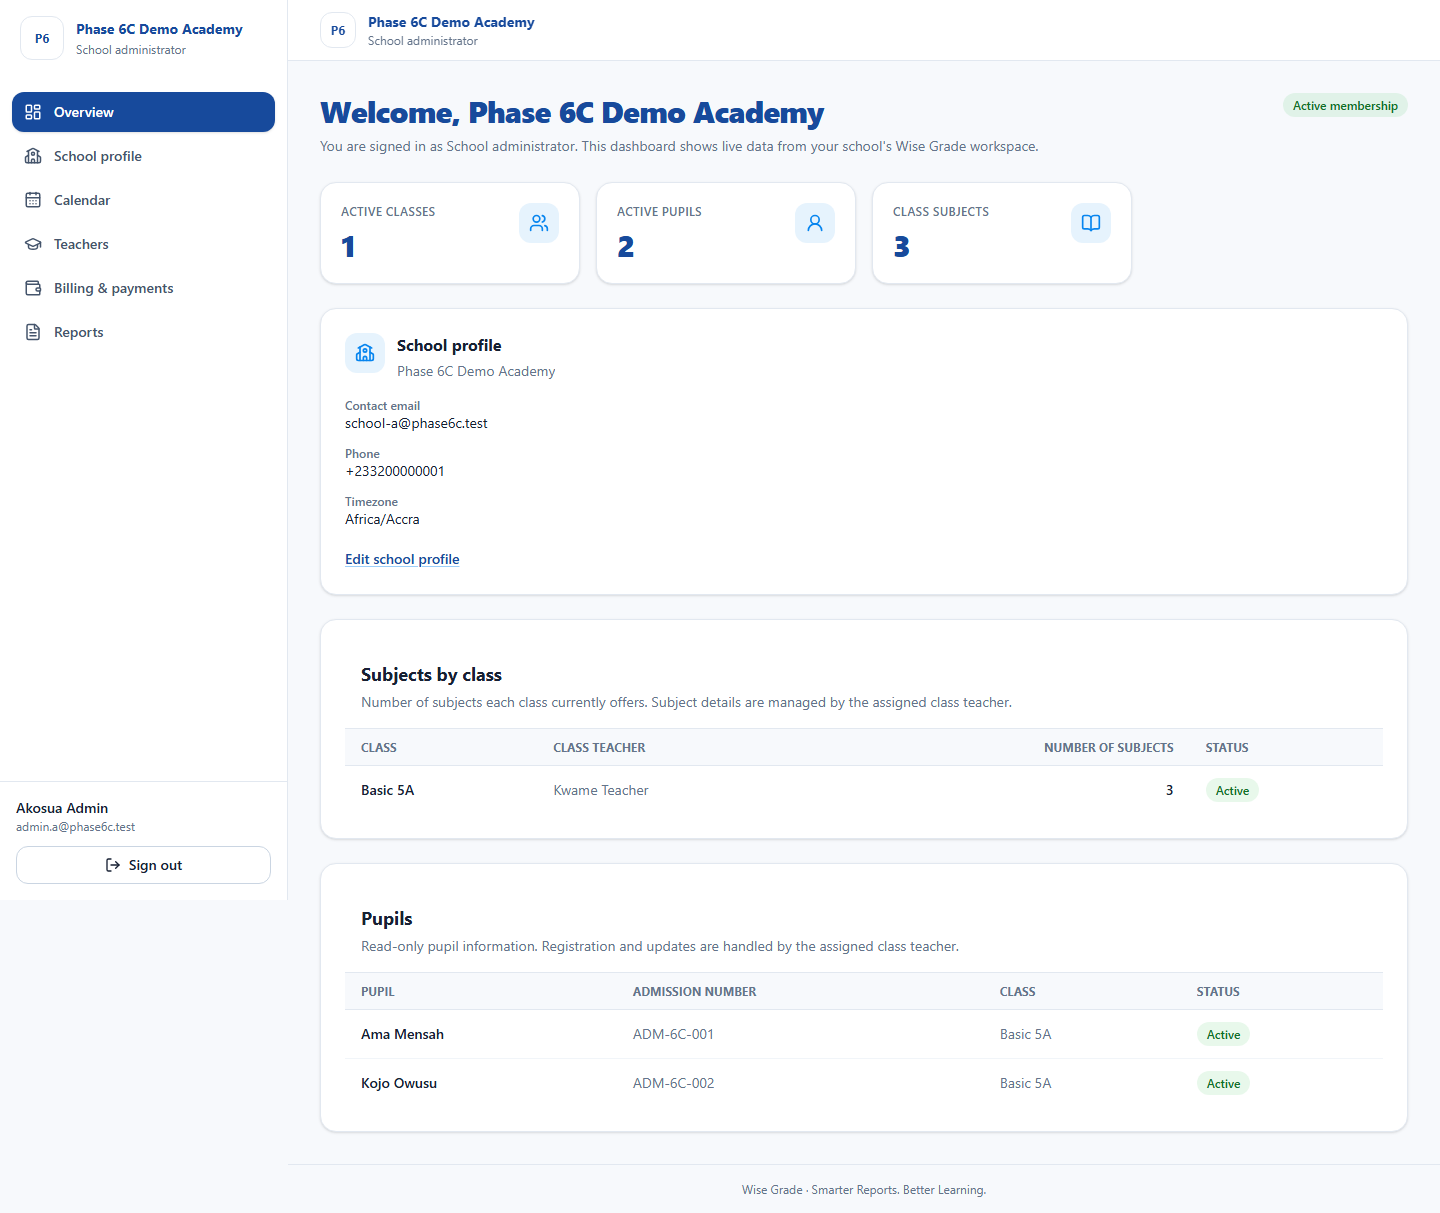 P6
Phase 6C Demo Academy
School administrator
Overview
School profile
Calendar
Teachers
Billing & payments
Reports
Akosua Admin
admin.a@phase6c.test
Sign out
P6
Phase 6C Demo Academy
School administrator
Welcome, Phase 6C Demo Academy
Active membership
You are signed in as School administrator. This dashboard shows live data from your school's Wise Grade workspace.
ACTIVE CLASSES
1
ACTIVE PUPILS
2
CLASS SUBJECTS
3
School profile
Phase 6C Demo Academy
Contact email
school-a@phase6c.test
Phone
+233200000001
Timezone
Africa/Accra
Edit school profile
Subjects by class
Number of subjects each class currently offers. Subject details are managed by the assigned class teacher.
CLASS CLASS TEACHER NUMBER OF SUBJECTS STATUS
Basic 5A Kwame Teacher 3 Active
Pupils
Read-only pupil information. Registration and updates are handled by the assigned class teacher.
PUPIL ADMISSION NUMBER CLASS STATUS
Ama Mensah ADM-6C-001 Basic 5A Active
Kojo Owusu ADM-6C-002 Basic 5A Active
Wise Grade · Smarter Reports. Better Learning.